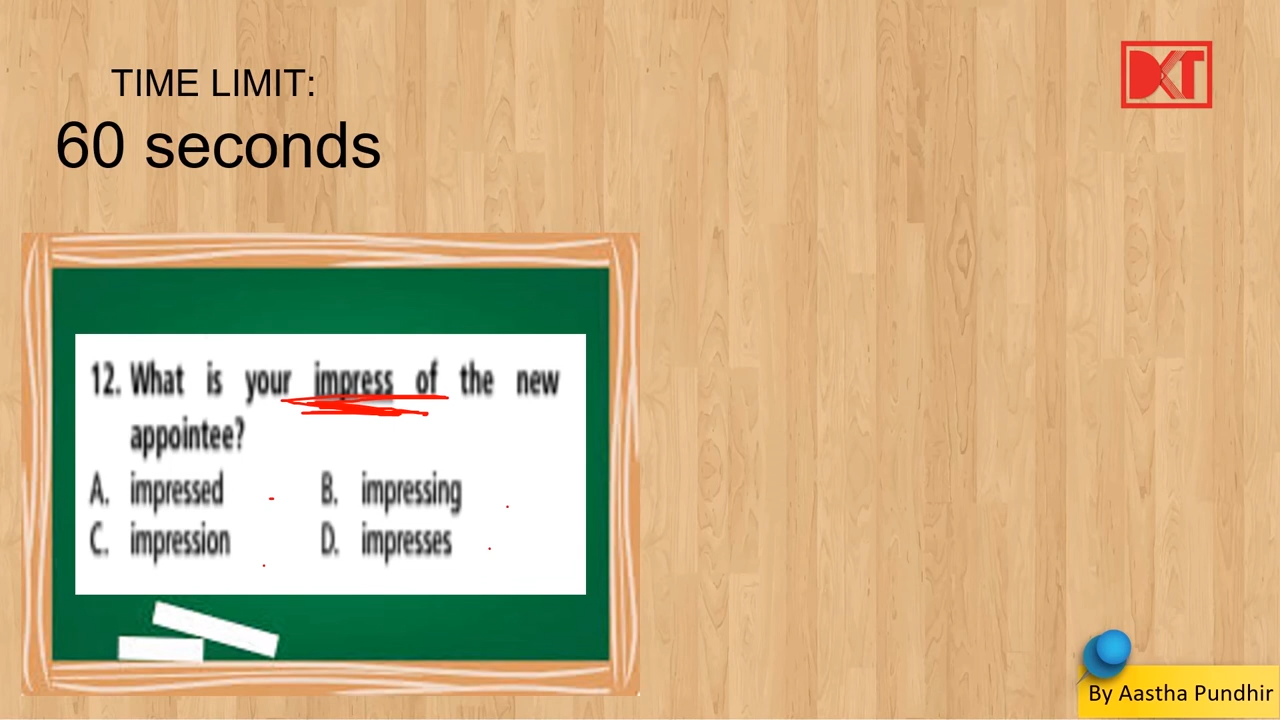 TIME LIMIT:
60 seconds
DKT
12. What is your impress of the new
appointee?
A. impressed B. impressing
C. impression D. impresses
By Aastha Pundhir